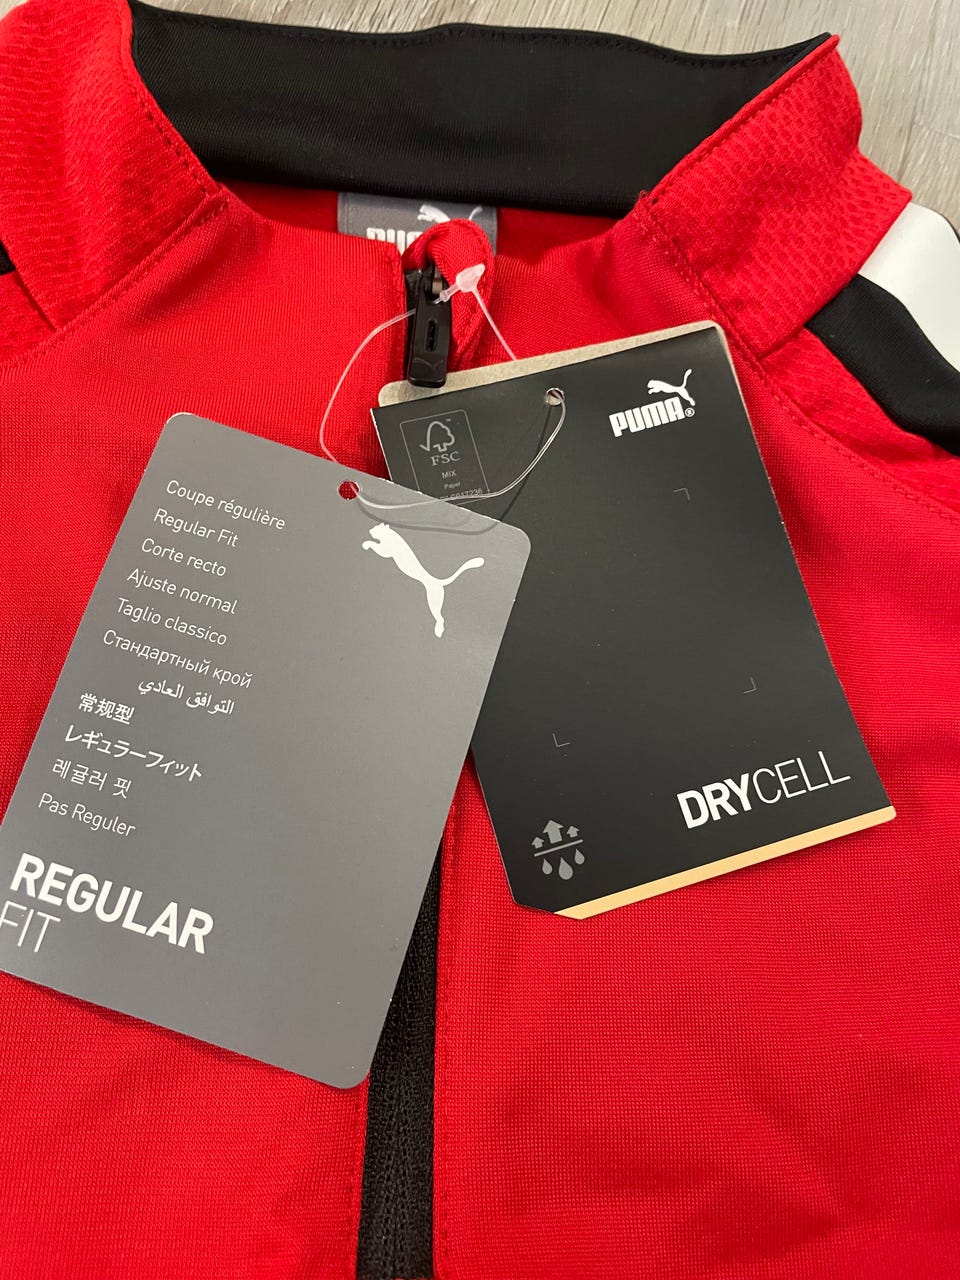 PUMA®
FSC
MIX
Paper
Coupe régulière
Regular Fit
Corte recto
Ajuste normal
Taglio classico
Стандартный крой
التوافق العادي
常规型
レギュラーフィット
레귤러 핏
Pas Reguler
REGULAR
FIT
DRYCELL